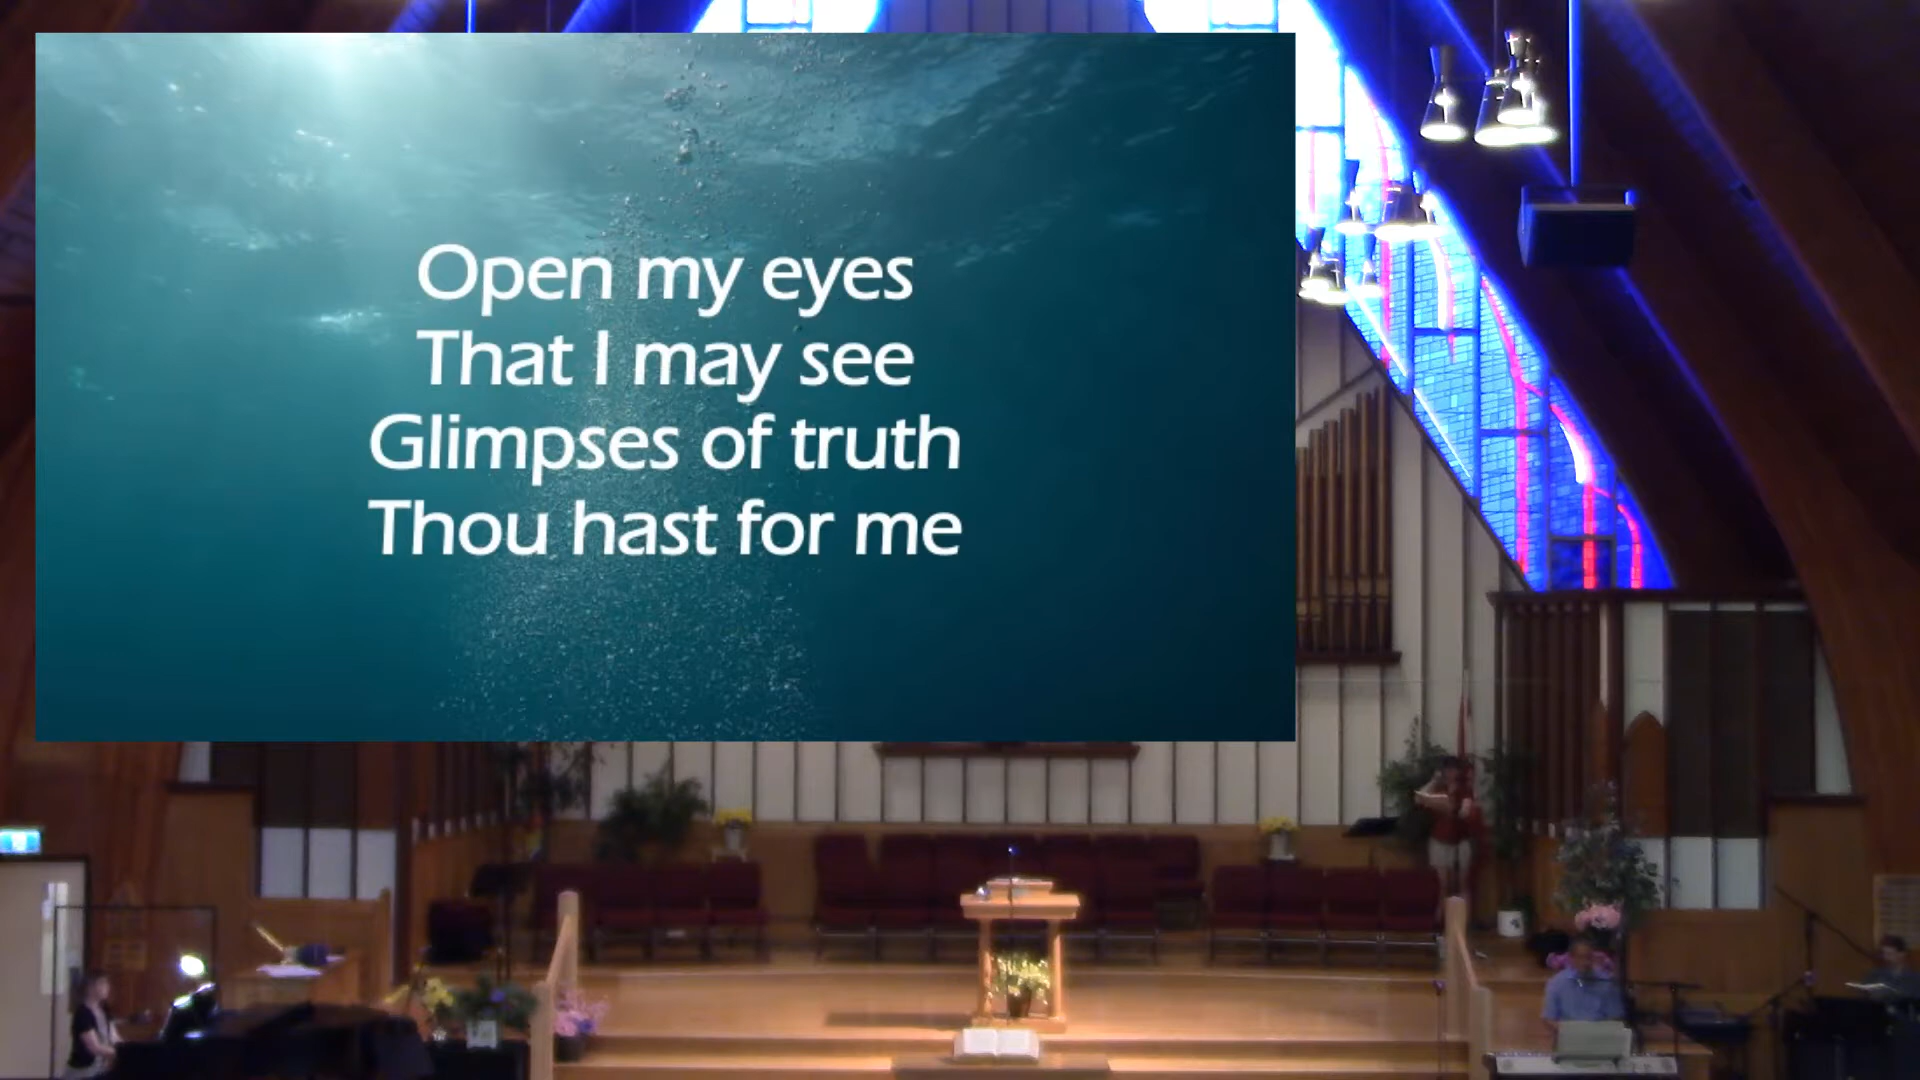 Open my eyes
That I may see
Glimpses of truth
Thou hast for me